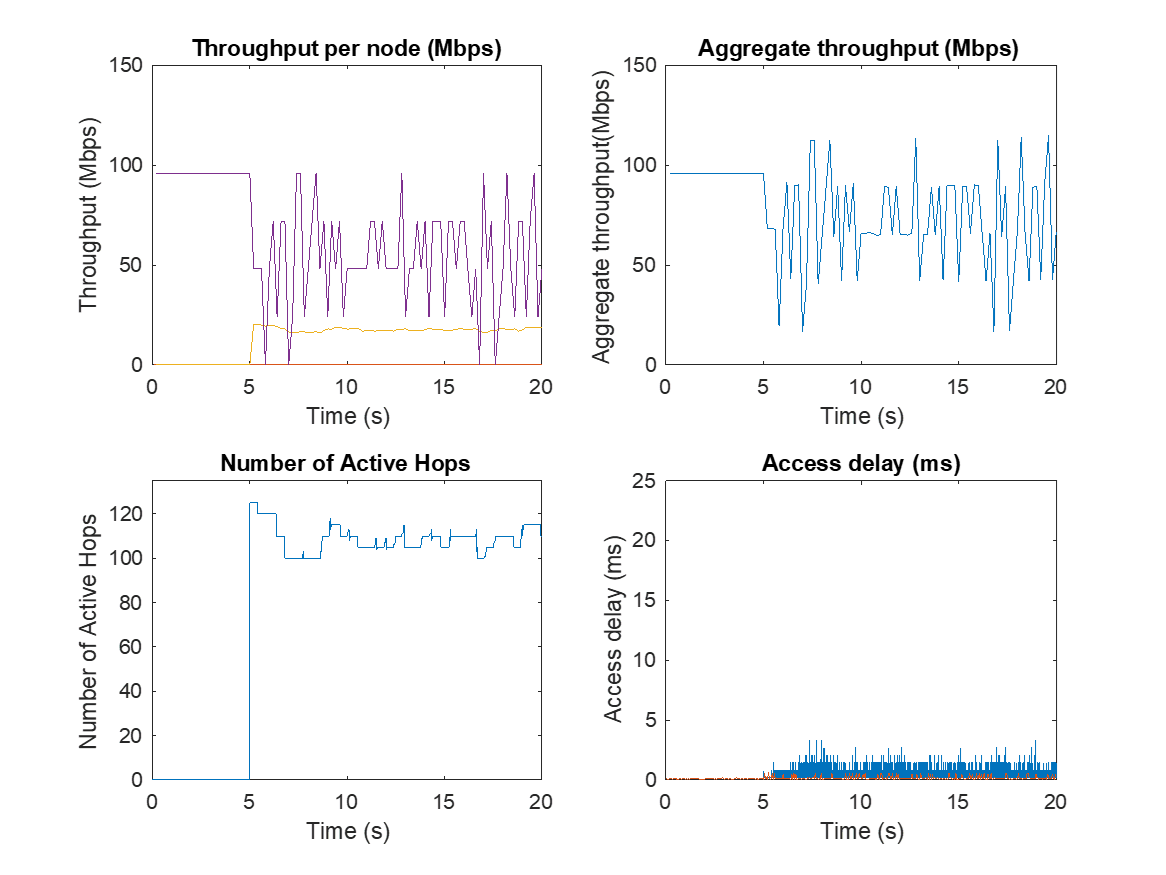 Throughput per node (Mbps)
150
100
50
0
Throughput (Mbps)
0 5 10 15 20
Time (s)
Aggregate throughput (Mbps)
150
100
50
0
Aggregate throughput(Mbps)
0 5 10 15 20
Time (s)
Number of Active Hops
120
100
80
60
40
20
0
Number of Active Hops
0 5 10 15 20
Time (s)
Access delay (ms)
25
20
15
10
5
0
Access delay (ms)
0 5 10 15 20
Time (s)